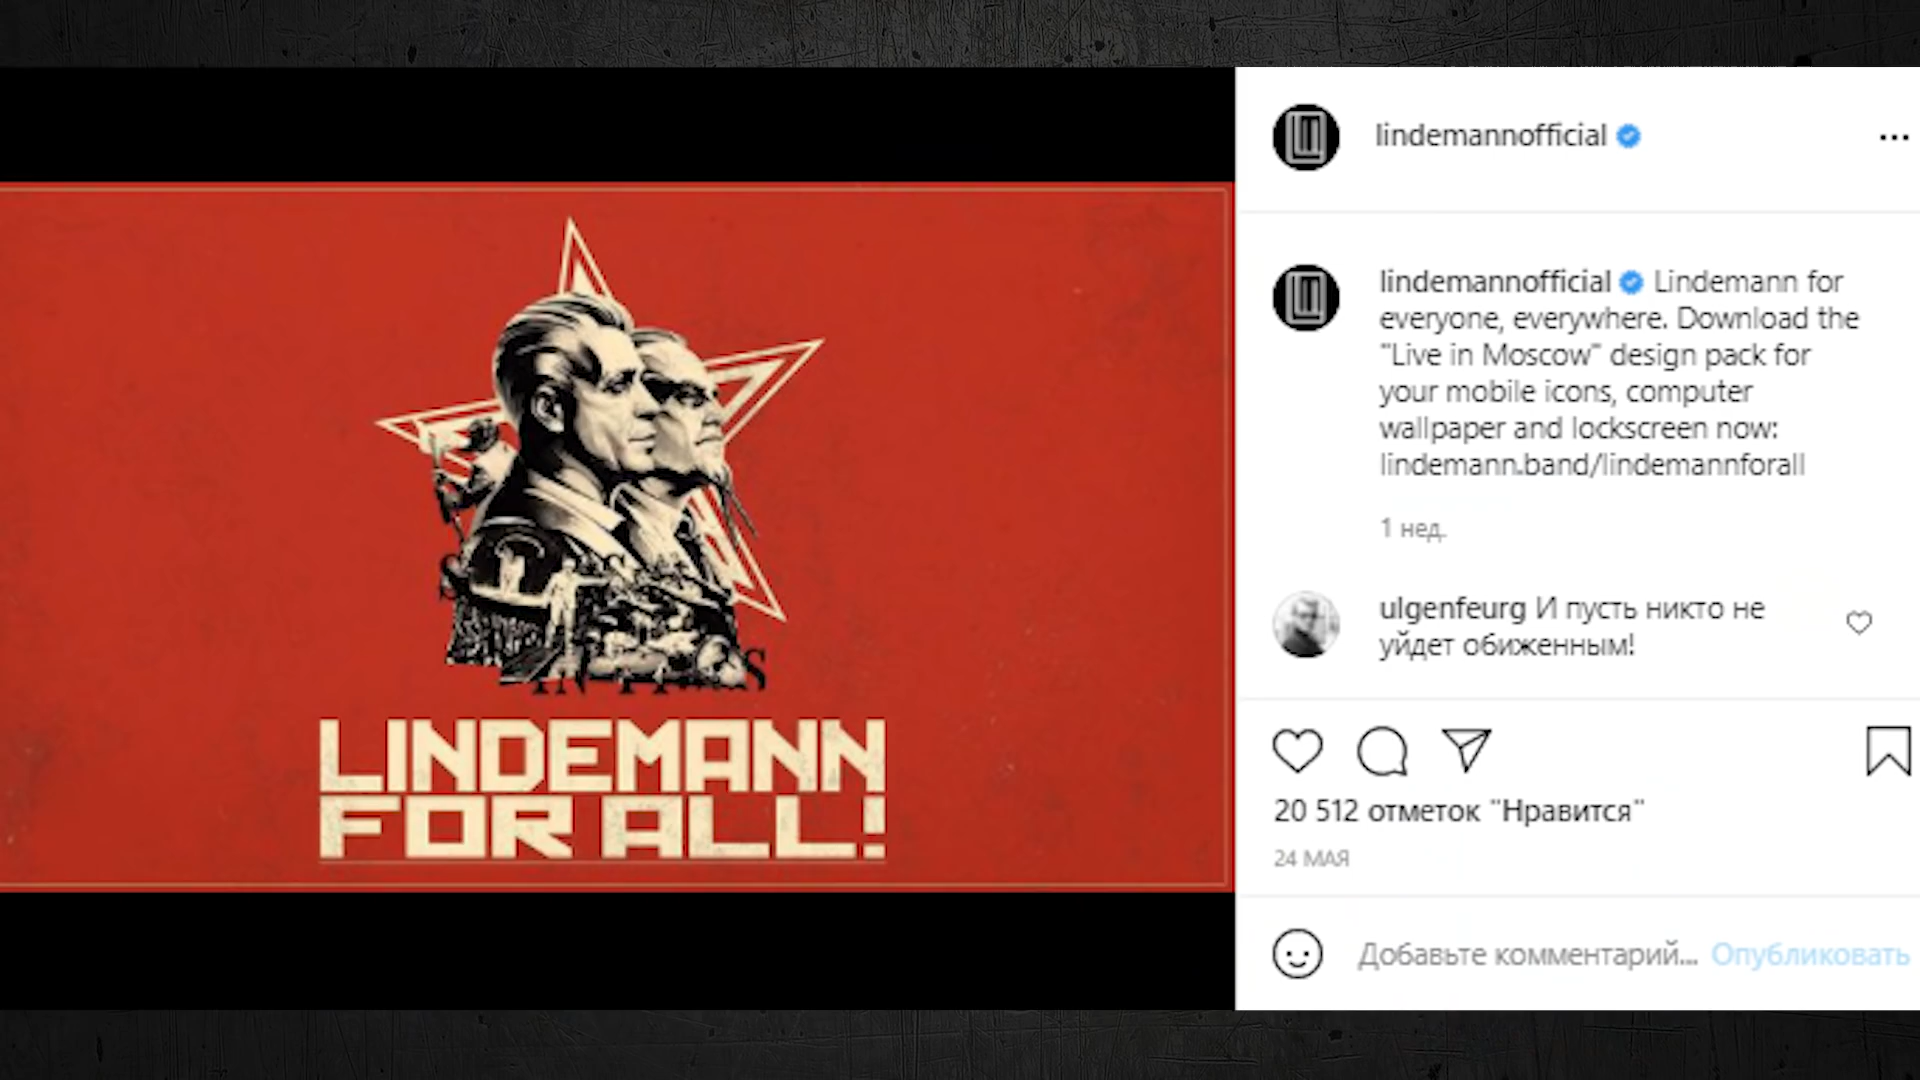 lindemannofficial
lindemannofficial Lindemann for
everyone, everywhere. Download the
"Live in Moscow" design pack for
your mobile icons, computer
wallpaper and lockscreen now:
lindemann.band/lindemannforall
1 нед.
ulgenfeurg И пусть никто не
уйдет обиженным!
20 512 отметок "Нравится"
24 МАЯ
Добавьте комментарий... Опубликовать
LINDEMANN
FOR ALL!